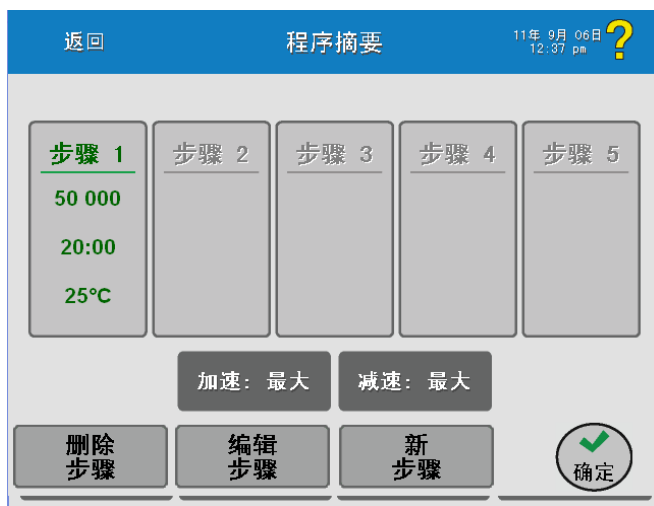 返回
程序摘要
11年 9月 06日
12:37 pm
?
步骤 1
步骤 2
步骤 3
步骤 4
步骤 5
50 000
20:00
25°C
加速: 最大
减速: 最大
删除
步骤
编辑
步骤
新
步骤
确定